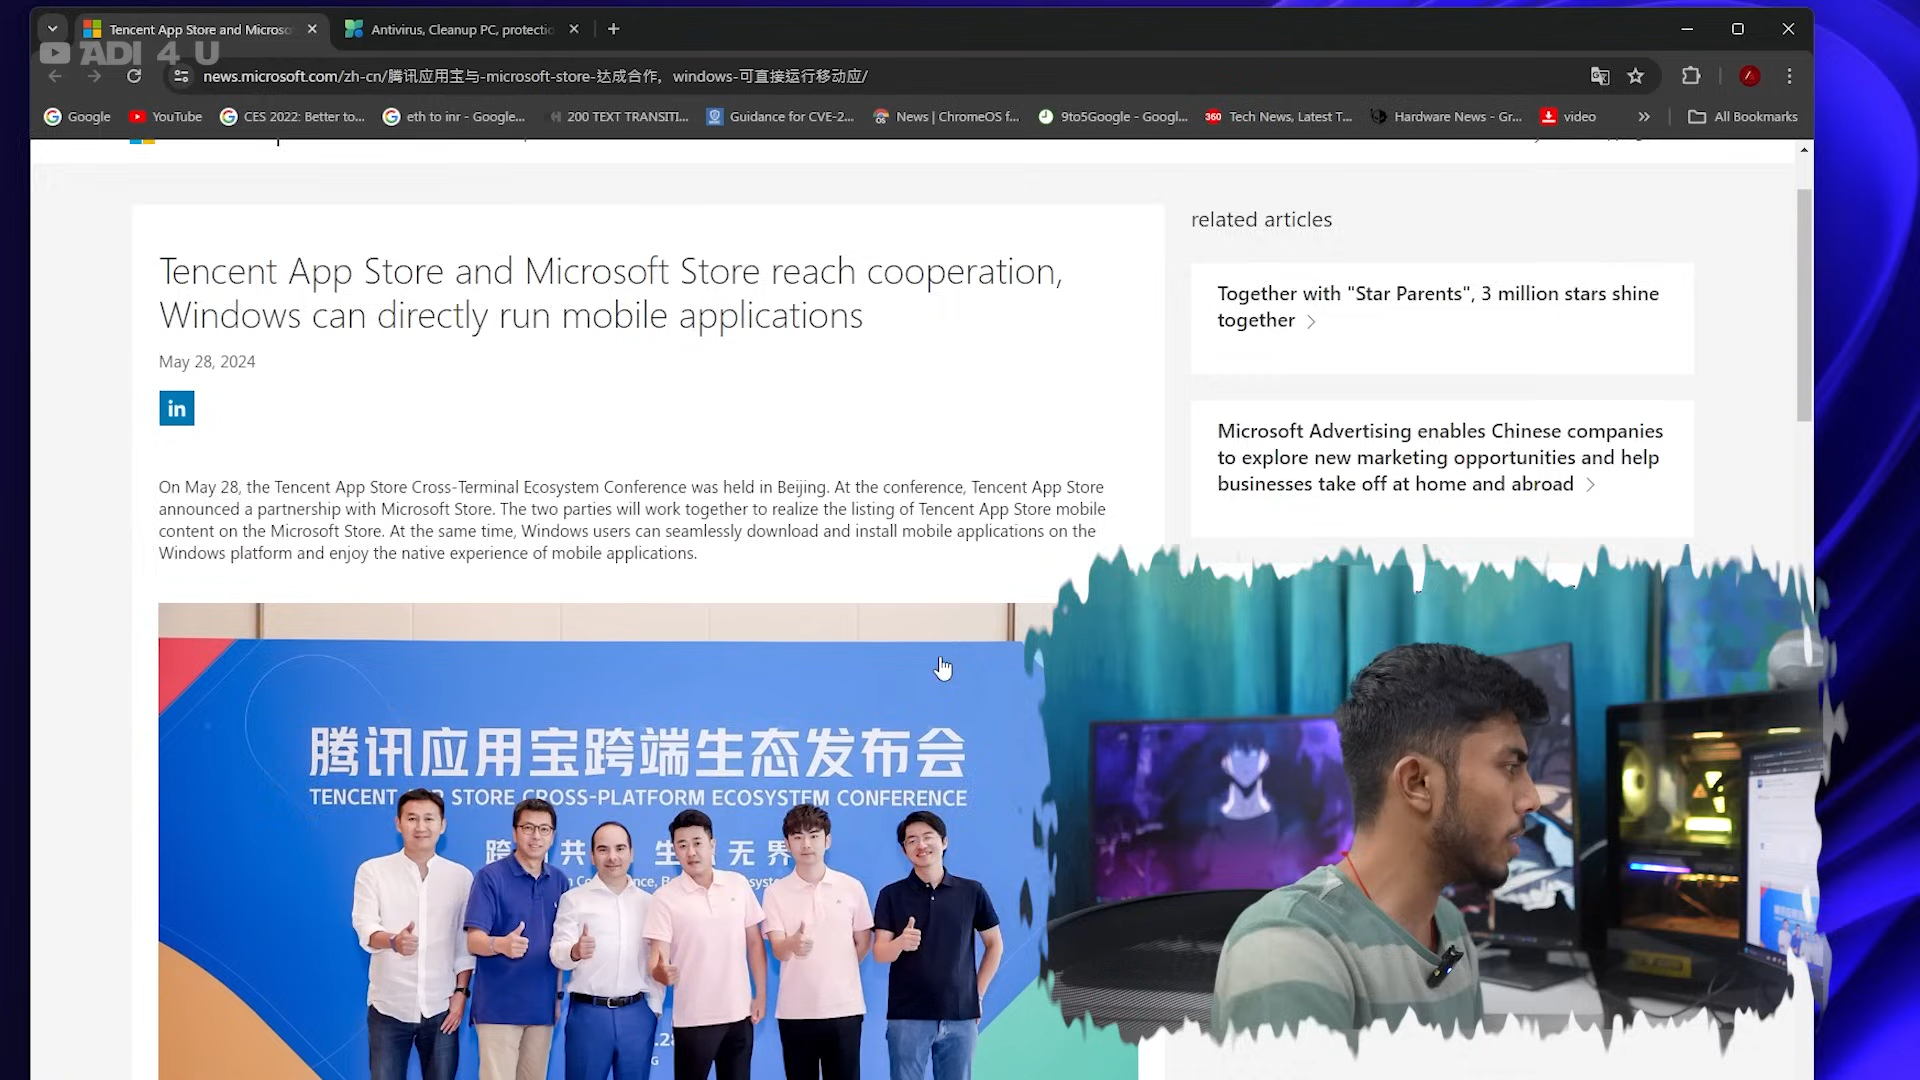 Tencent App Store and Microso
Antivirus, Cleanup PC, protectio
ADI 4 U
news.microsoft.com/zh-cn/腾讯应用宝与-microsoft-store-达成合作，windows-可直接运行移动应/
Google
YouTube
CES 2022: Better to...
eth to inr - Google...
200 TEXT TRANSITI...
Guidance for CVE-2...
News | ChromeOS f...
9to5Google - Googl...
360
Tech News, Latest T...
Hardware News - Gr...
video
All Bookmarks
Tencent App Store and Microsoft Store reach cooperation,
Windows can directly run mobile applications
May 28, 2024
in
On May 28, the Tencent App Store Cross-Terminal Ecosystem Conference was held in Beijing. At the conference, Tencent App Store
announced a partnership with Microsoft Store. The two parties will work together to realize the listing of Tencent App Store mobile
content on the Microsoft Store. At the same time, Windows users can seamlessly download and install mobile applications on the
Windows platform and enjoy the native experience of mobile applications.
related articles
Together with "Star Parents", 3 million stars shine
together
Microsoft Advertising enables Chinese companies
to explore new marketing opportunities and help
businesses take off at home and abroad
腾讯应用宝跨端生态发布会
TENCENT STORE CROSS-PLATFORM ECOSYSTEM CONFERENCE
跨 共 生 无 界